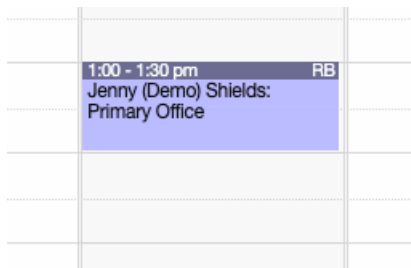 1:00 - 1:30 pm RB
Jenny (Demo) Shields:
Primary Office